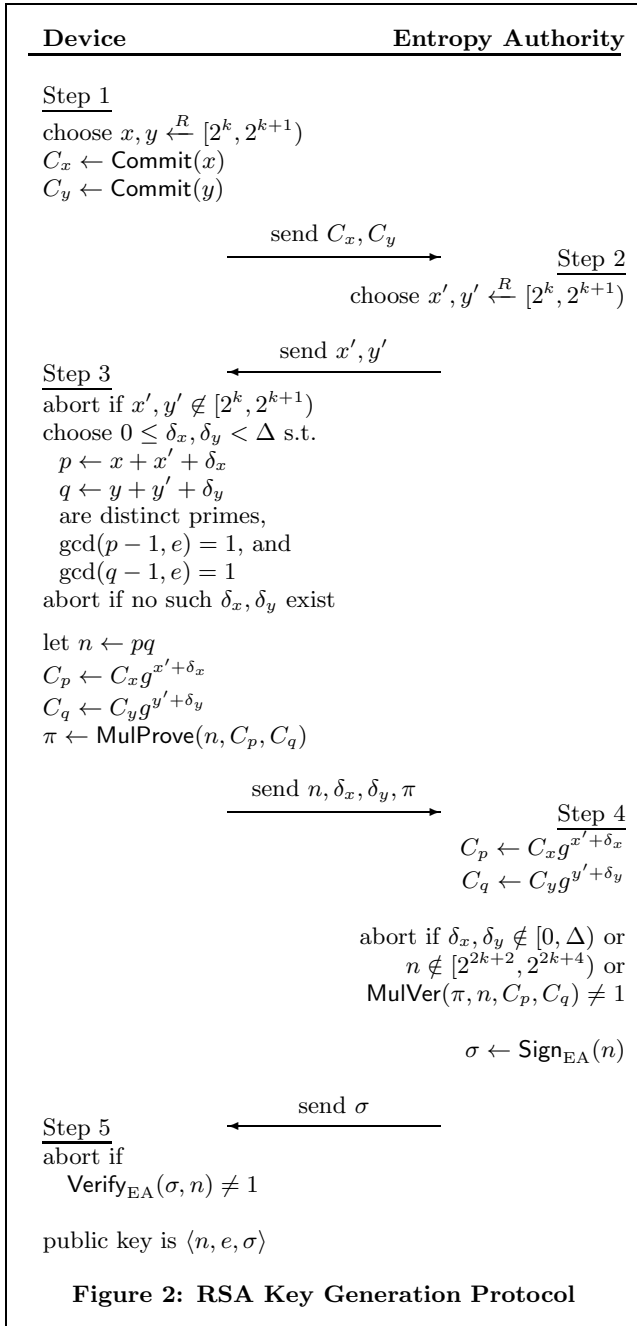 Device Entropy Authority
Step 1
choose x, y ←R [2^k, 2^{k+1})
C_x ← Commit(x)
C_y ← Commit(y)
send C_x, C_y
Step 2
choose x′, y′ ←R [2^k, 2^{k+1})
send x′, y′
Step 3
abort if x′, y′ ∉ [2^k, 2^{k+1})
choose 0 ≤ δ_x, δ_y < Δ s.t.
p ← x + x′ + δ_x
q ← y + y′ + δ_y
are distinct primes,
gcd(p − 1, e) = 1, and
gcd(q − 1, e) = 1
abort if no such δ_x, δ_y exist
let n ← pq
C_p ← C_x g^{x′+δ_x}
C_q ← C_y g^{y′+δ_y}
π ← MulProve(n, C_p, C_q)
send n, δ_x, δ_y, π
Step 4
C_p ← C_x g^{x′+δ_x}
C_q ← C_y g^{y′+δ_y}
abort if δ_x, δ_y ∉ [0, Δ) or
n ∉ [2^{2k+2}, 2^{2k+4}) or
MulVer(π, n, C_p, C_q) ≠ 1
σ ← Sign_EA(n)
send σ
Step 5
abort if
Verify_EA(σ, n) ≠ 1
public key is ⟨n, e, σ⟩
Figure 2: RSA Key Generation Protocol